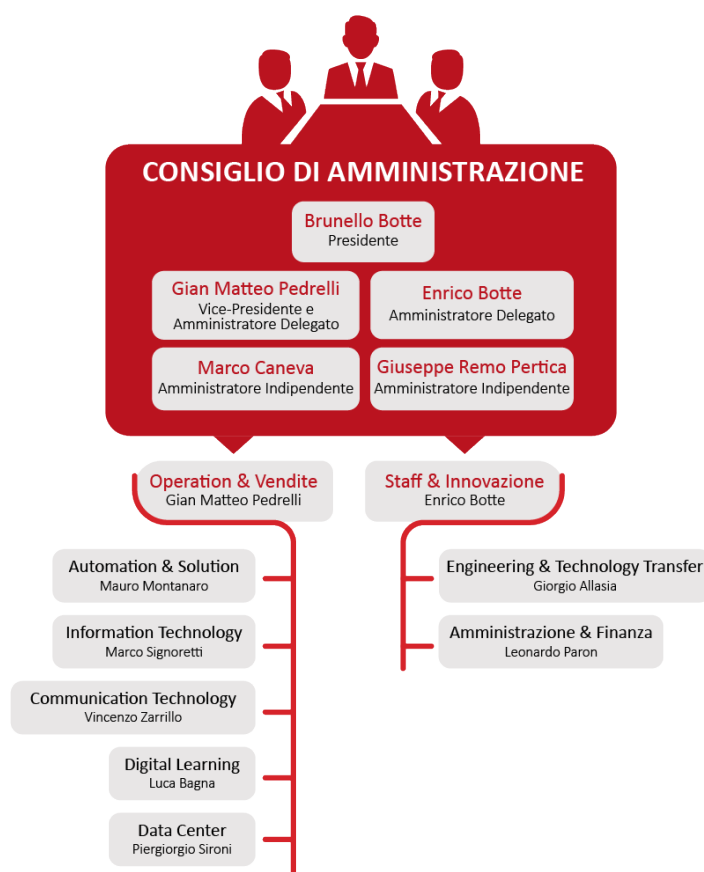 CONSIGLIO DI AMMINISTRAZIONE
Brunello Botte
Presidente
Gian Matteo Pedrelli
Vice-Presidente e
Amministratore Delegato
Enrico Botte
Amministratore Delegato
Marco Caneva
Amministratore Indipendente
Giuseppe Remo Pertica
Amministratore Indipendente
Operation & Vendite
Gian Matteo Pedrelli
Automation & Solution
Mauro Montanaro
Information Technology
Marco Signoretti
Communication Technology
Vincenzo Zarrillo
Digital Learning
Luca Bagna
Data Center
Piergiorgio Sironi
Staff & Innovazione
Enrico Botte
Engineering & Technology Transfer
Giorgio Allasia
Amministrazione & Finanza
Leonardo Paron